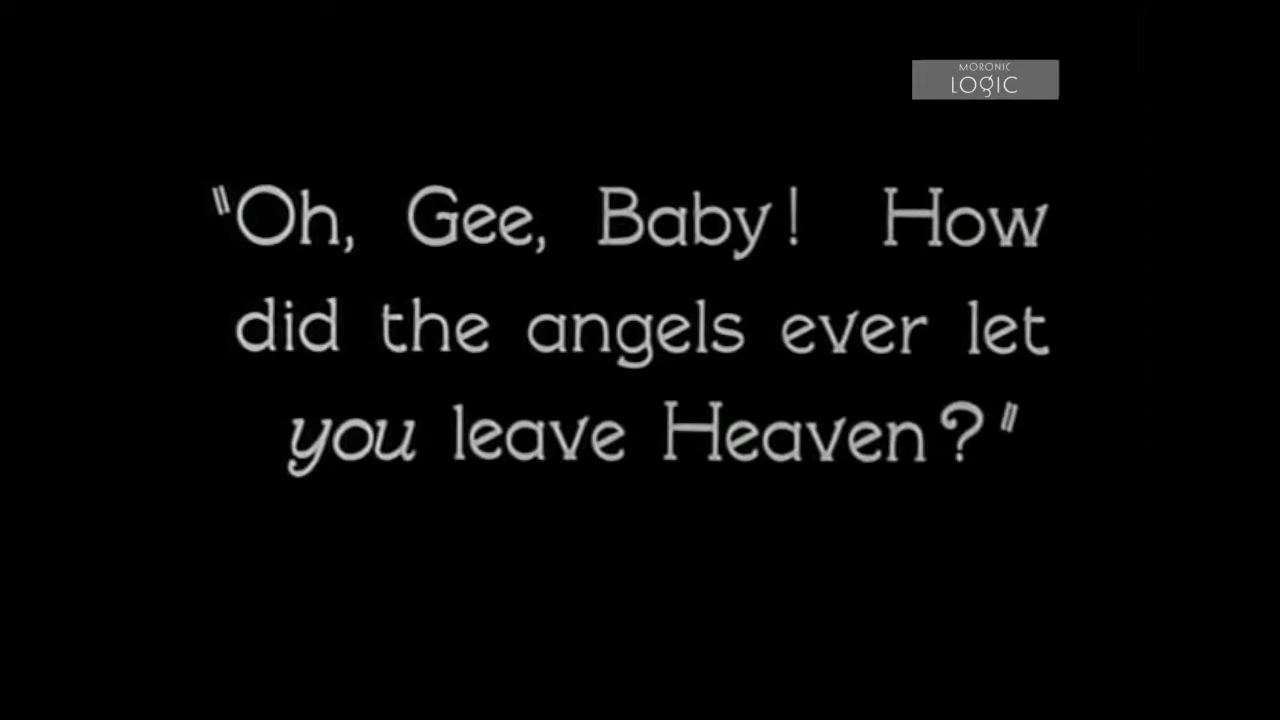 MORONIC
LOGIC
"Oh, Gee, Baby! How
did the angels ever let
you leave Heaven?"